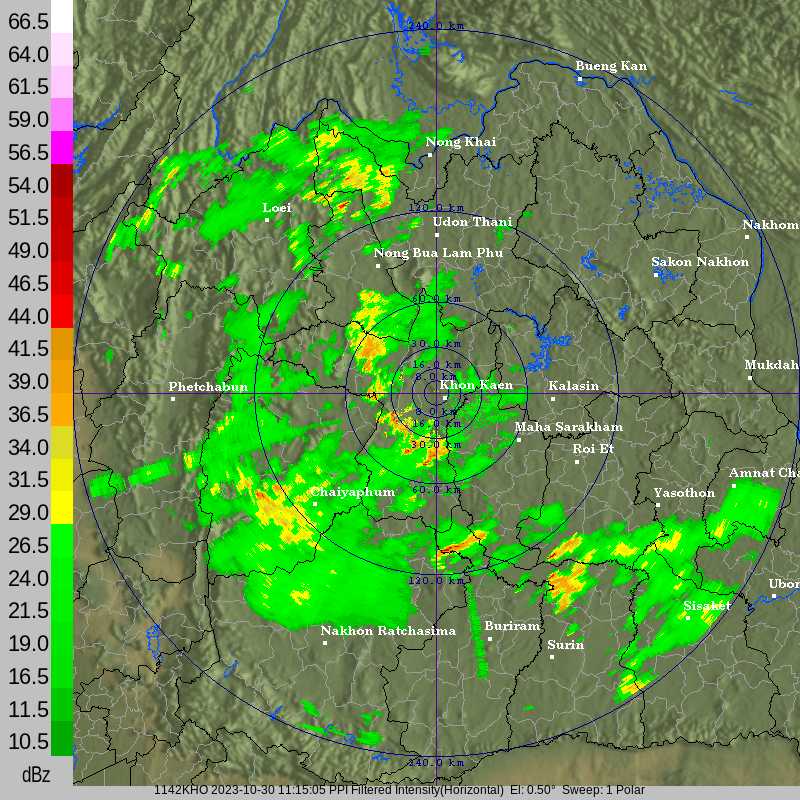 66.5
64.0
61.5
59.0
56.5
54.0
51.5
49.0
46.5
44.0
41.5
39.0
36.5
34.0
31.5
29.0
26.5
24.0
21.5
19.0
16.5
11.5
10.5
dBz
240.0 km
Bueng Kan
Nong Khai
120.0 km
Loei
Udon Thani
Nakhom
Nong Bua Lam Phu
Sakon Nakhon
60.0 km
30.0 km
16.0 km
Mukdah
8.0 km
Phetchabun
Khon Kaen
Kalasin
8.0 km
16.0 km
Maha Sarakham
30.0 km
Roi Et
Amnat Cha
60.0 km
Chaiyaphum
Yasothon
120.0 km
Ubor
Sisaket
Nakhon Ratchasima
Buriram
Surin
240.0 km
1142KHO 2023-10-30 11:15:05 PPI Filtered Intensity(Horizontal) El: 0.50° Sweep: 1 Polar